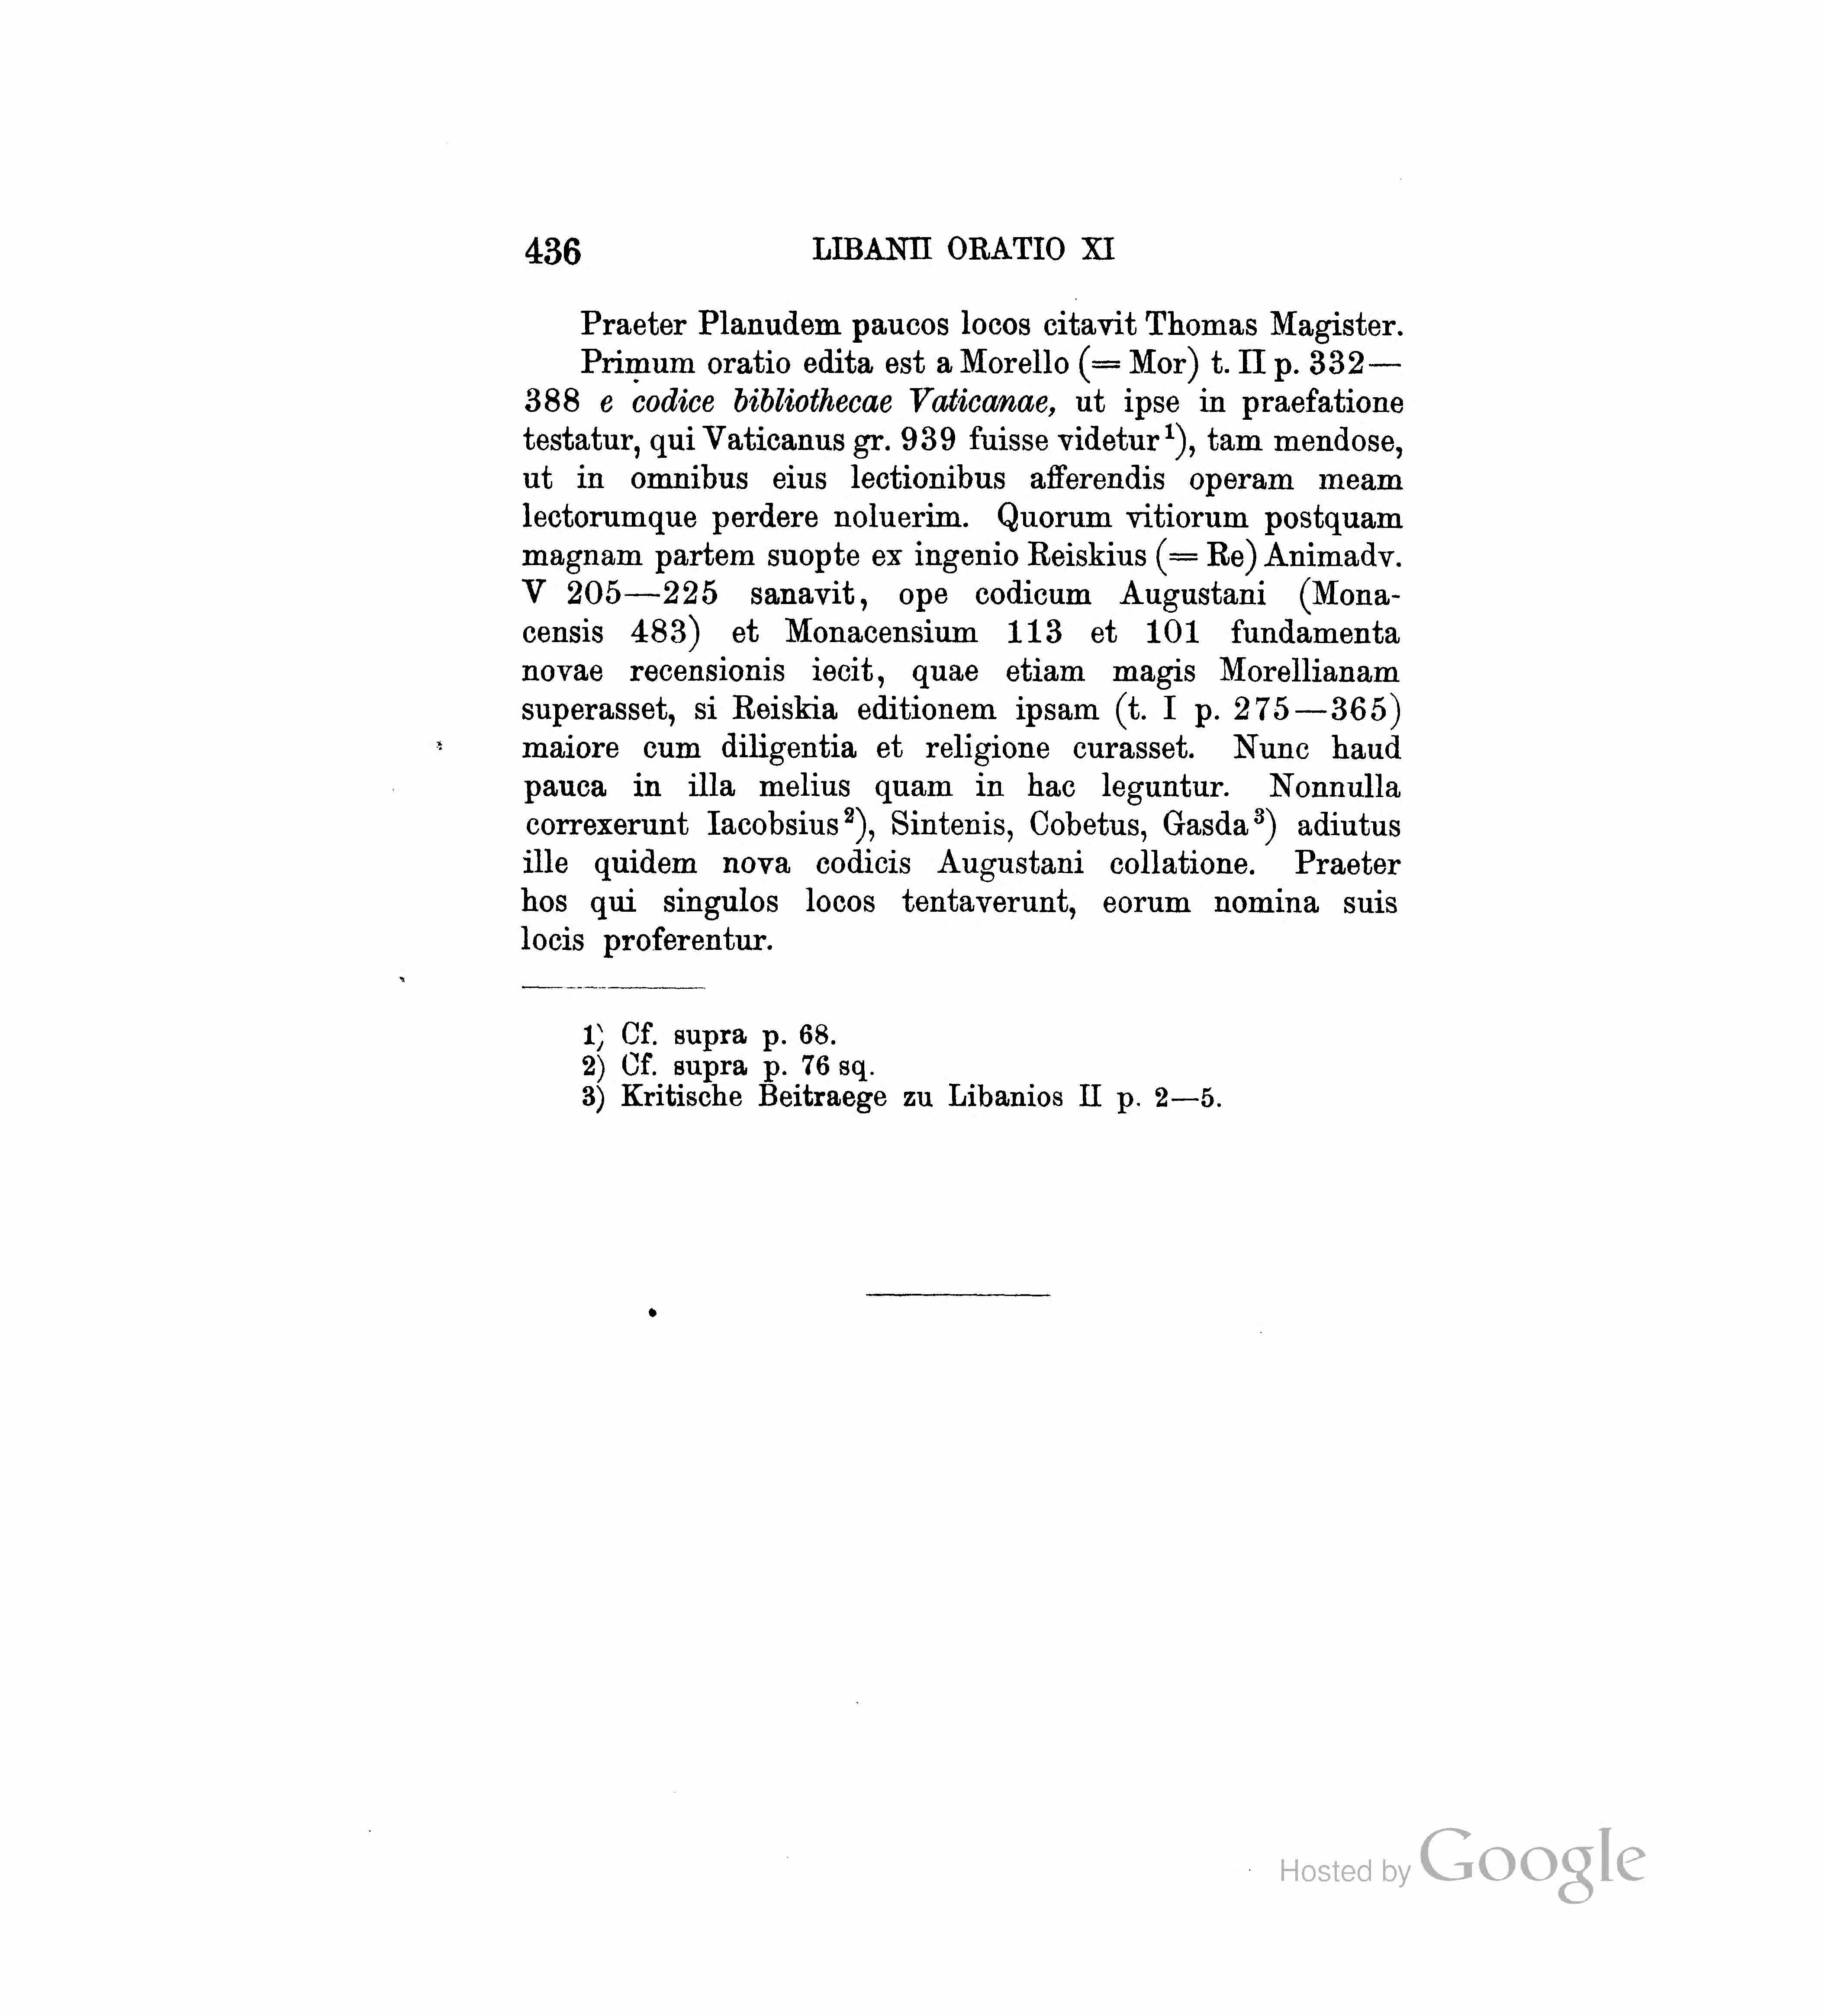 436 LIBANII ORATIO XI
Praeter Planudem paucos locos citavit Thomas Magister.
Primum oratio edita est a Morello (= Mor) t. II p. 332—
388 e codice bibliothecae Vaticanae, ut ipse in praefatione
testatur, qui Vaticanus gr. 939 fuisse videtur¹), tam mendose,
ut in omnibus eius lectionibus afferendis operam meam
lectorumque perdere noluerim. Quorum vitiorum postquam
magnam partem suopte ex ingenio Reiskius (= Re) Animadv.
V 205—225 sanavit, ope codicum Augustani (Mona-
censis 483) et Monacensium 113 et 101 fundamenta
novae recensionis iecit, quae etiam magis Morellianam
superasset, si Reiskia editionem ipsam (t. I p. 275—365)
maiore cum diligentia et religione curasset. Nunc haud
pauca in illa melius quam in hac leguntur. Nonnulla
correxerunt Iacobsius²), Sintenis, Cobetus, Gasda³) adiutus
ille quidem nova codicis Augustani collatione. Praeter
hos qui singulos locos tentaverunt, eorum nomina suis
locis proferentur.
1) Cf. supra p. 68.
2) Cf. supra p. 76 sq.
3) Kritische Beitraege zu Libanios II p. 2—5.
Hosted by Google